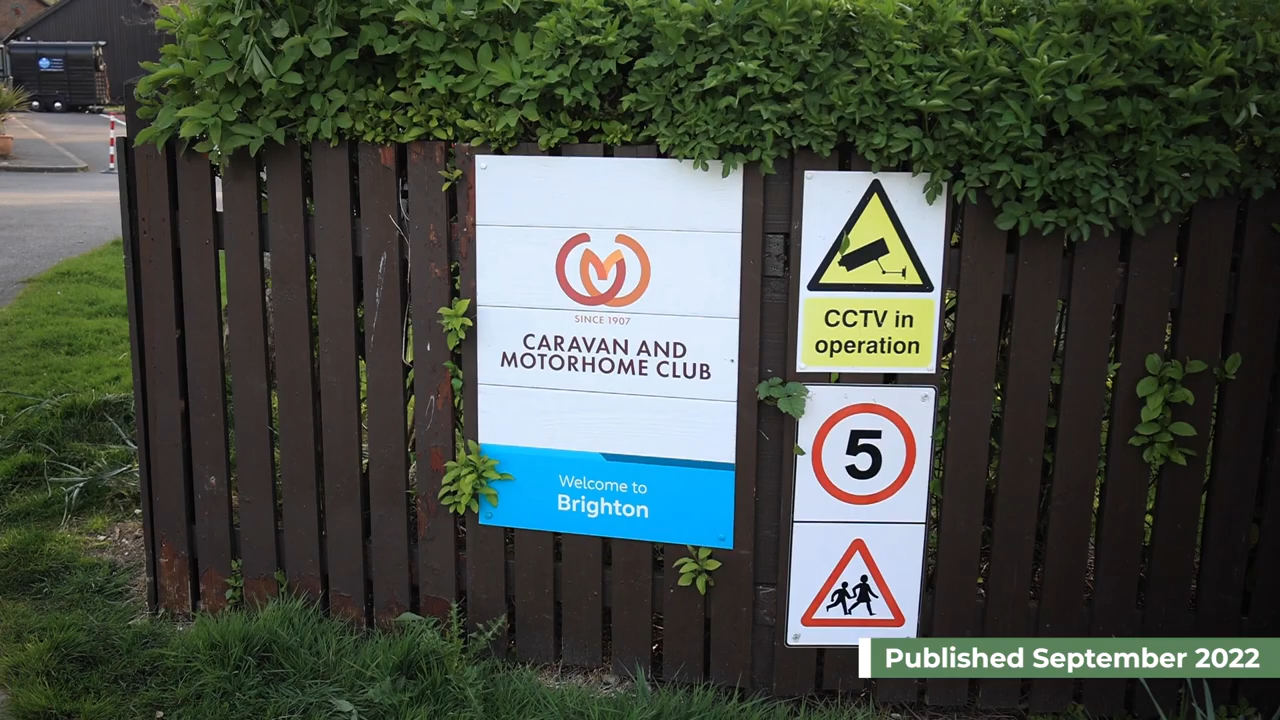 SINCE 1907
CARAVAN AND
MOTORHOME CLUB
Welcome to
Brighton
CCTV in
operation
5
Published September 2022